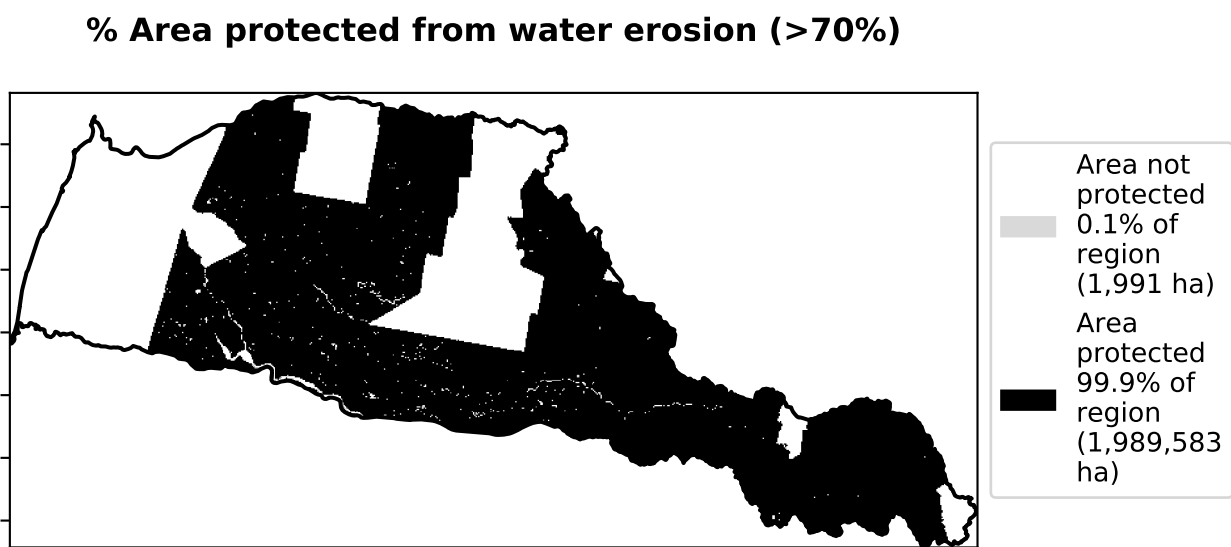 % Area protected from water erosion (>70%)
Area not
protected
0.1% of
region
(1,991 ha)
Area
protected
99.9% of
region
(1,989,583
ha)